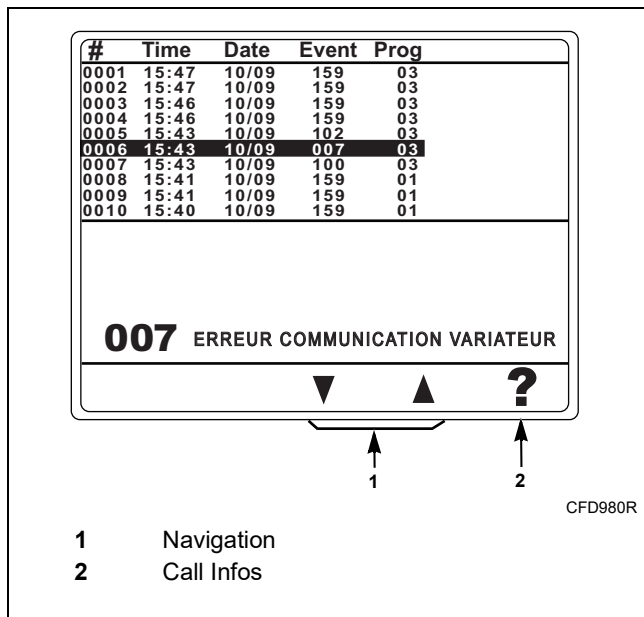 # Time Date Event Prog
0001 15:47 10/09 159 03
0002 15:47 10/09 159 03
0003 15:46 10/09 159 03
0004 15:46 10/09 159 03
0005 15:43 10/09 102 03
0006 15:43 10/09 007 03
0007 15:43 10/09 100 03
0008 15:41 10/09 159 01
0009 15:41 10/09 159 01
0010 15:40 10/09 159 01
007 ERREUR COMMUNICATION VARIATEUR
?
1 2
CFD980R
1 Navigation
2 Call Infos